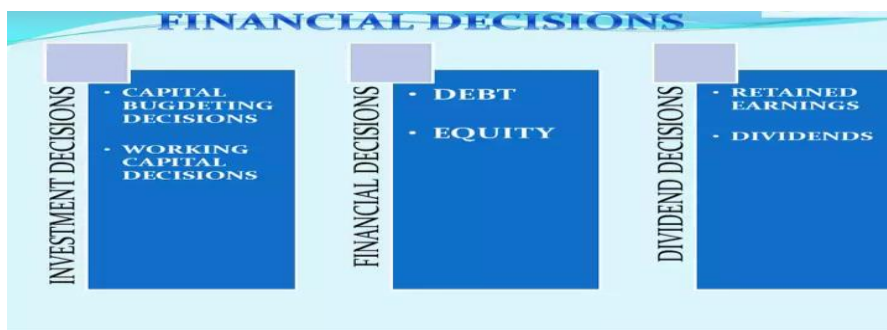 FINANCIAL DECISIONS
INVESTMENT DECISIONS
• CAPITAL
BUGDETING
DECISIONS
• WORKING
CAPITAL
DECISIONS
FINANCIAL DECISIONS
• DEBT
• EQUITY
DIVIDEND DECISIONS
• RETAINED
EARNINGS
• DIVIDENDS